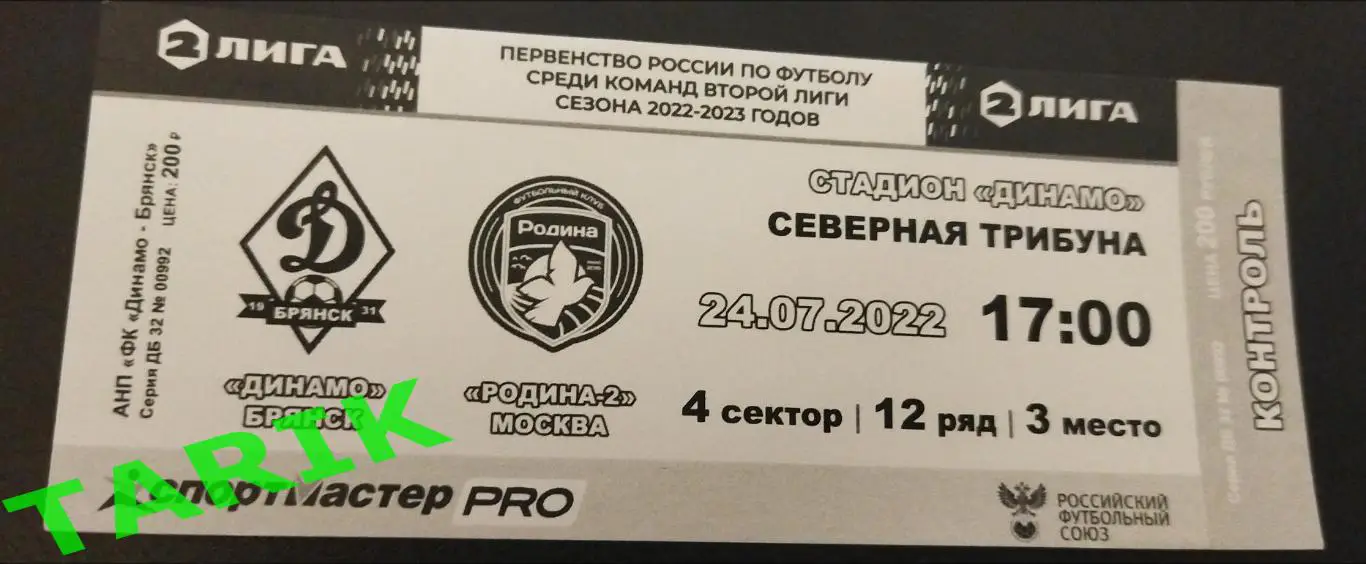 2 ЛИГА
ПЕРВЕНСТВО РОССИИ ПО ФУТБОЛУ
СРЕДИ КОМАНД ВТОРОЙ ЛИГИ
СЕЗОНА 2022-2023 ГОДОВ
2 ЛИГА
АНП «ФК «Динамо - Брянск»
Серия ДБ 32 № 00992 ЦЕНА: 200 ₽
Д
19 БРЯНСК 31
«ДИНАМО»
БРЯНСК
ФУТБОЛЬНЫЙ КЛУБ
Родина
«РОДИНА-2»
МОСКВА
СТАДИОН «ДИНАМО»
СЕВЕРНАЯ ТРИБУНА
24.07.2022 17:00
4 сектор | 12 ряд | 3 место
спортмастер PRO
РОССИЙСКИЙ
ФУТБОЛЬНЫЙ
СОЮЗ
ЦЕНА 200 РУБЛЕЙ
КОНТРОЛЬ
TARIK